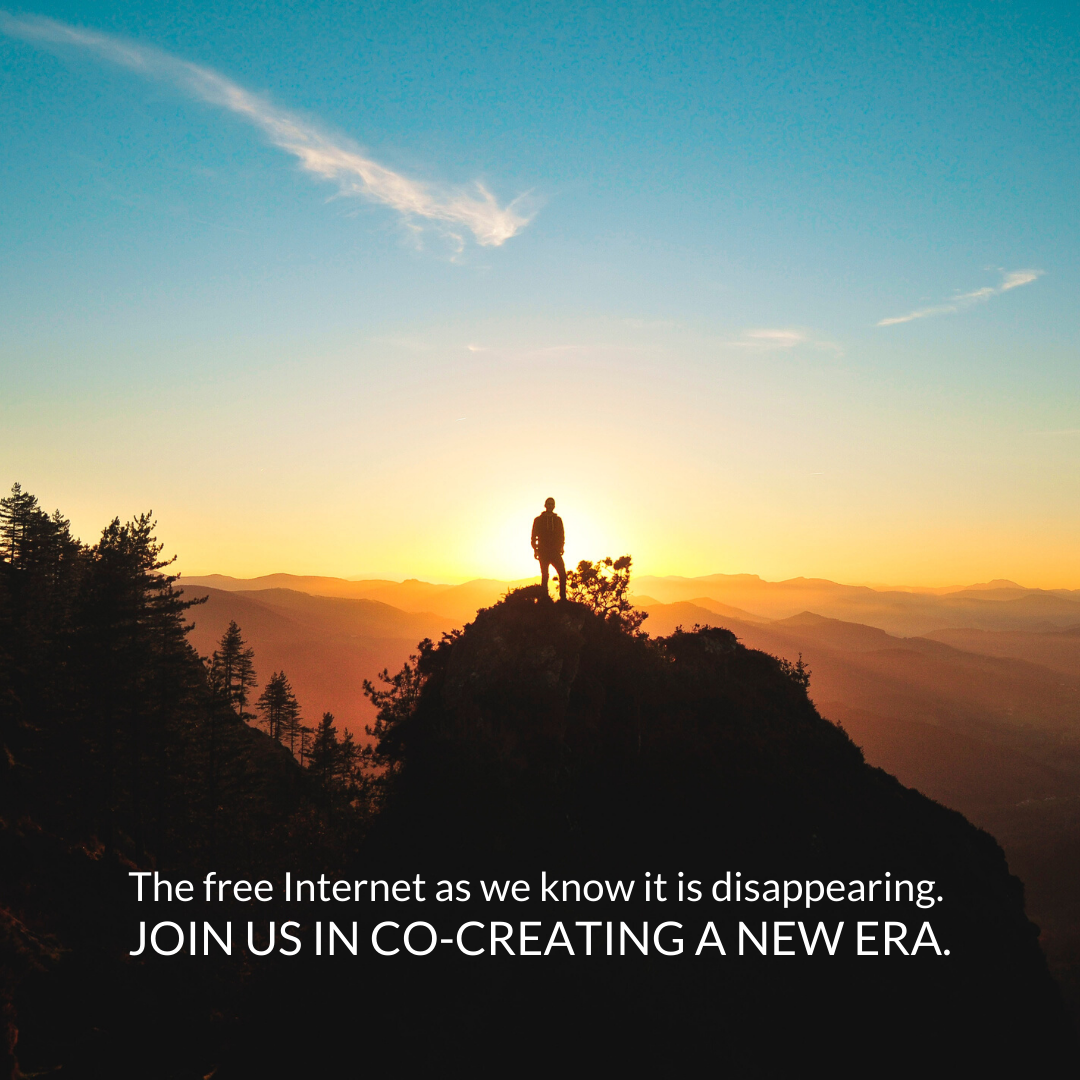 The free Internet as we know it is disappearing.
JOIN US IN CO-CREATING A NEW ERA.